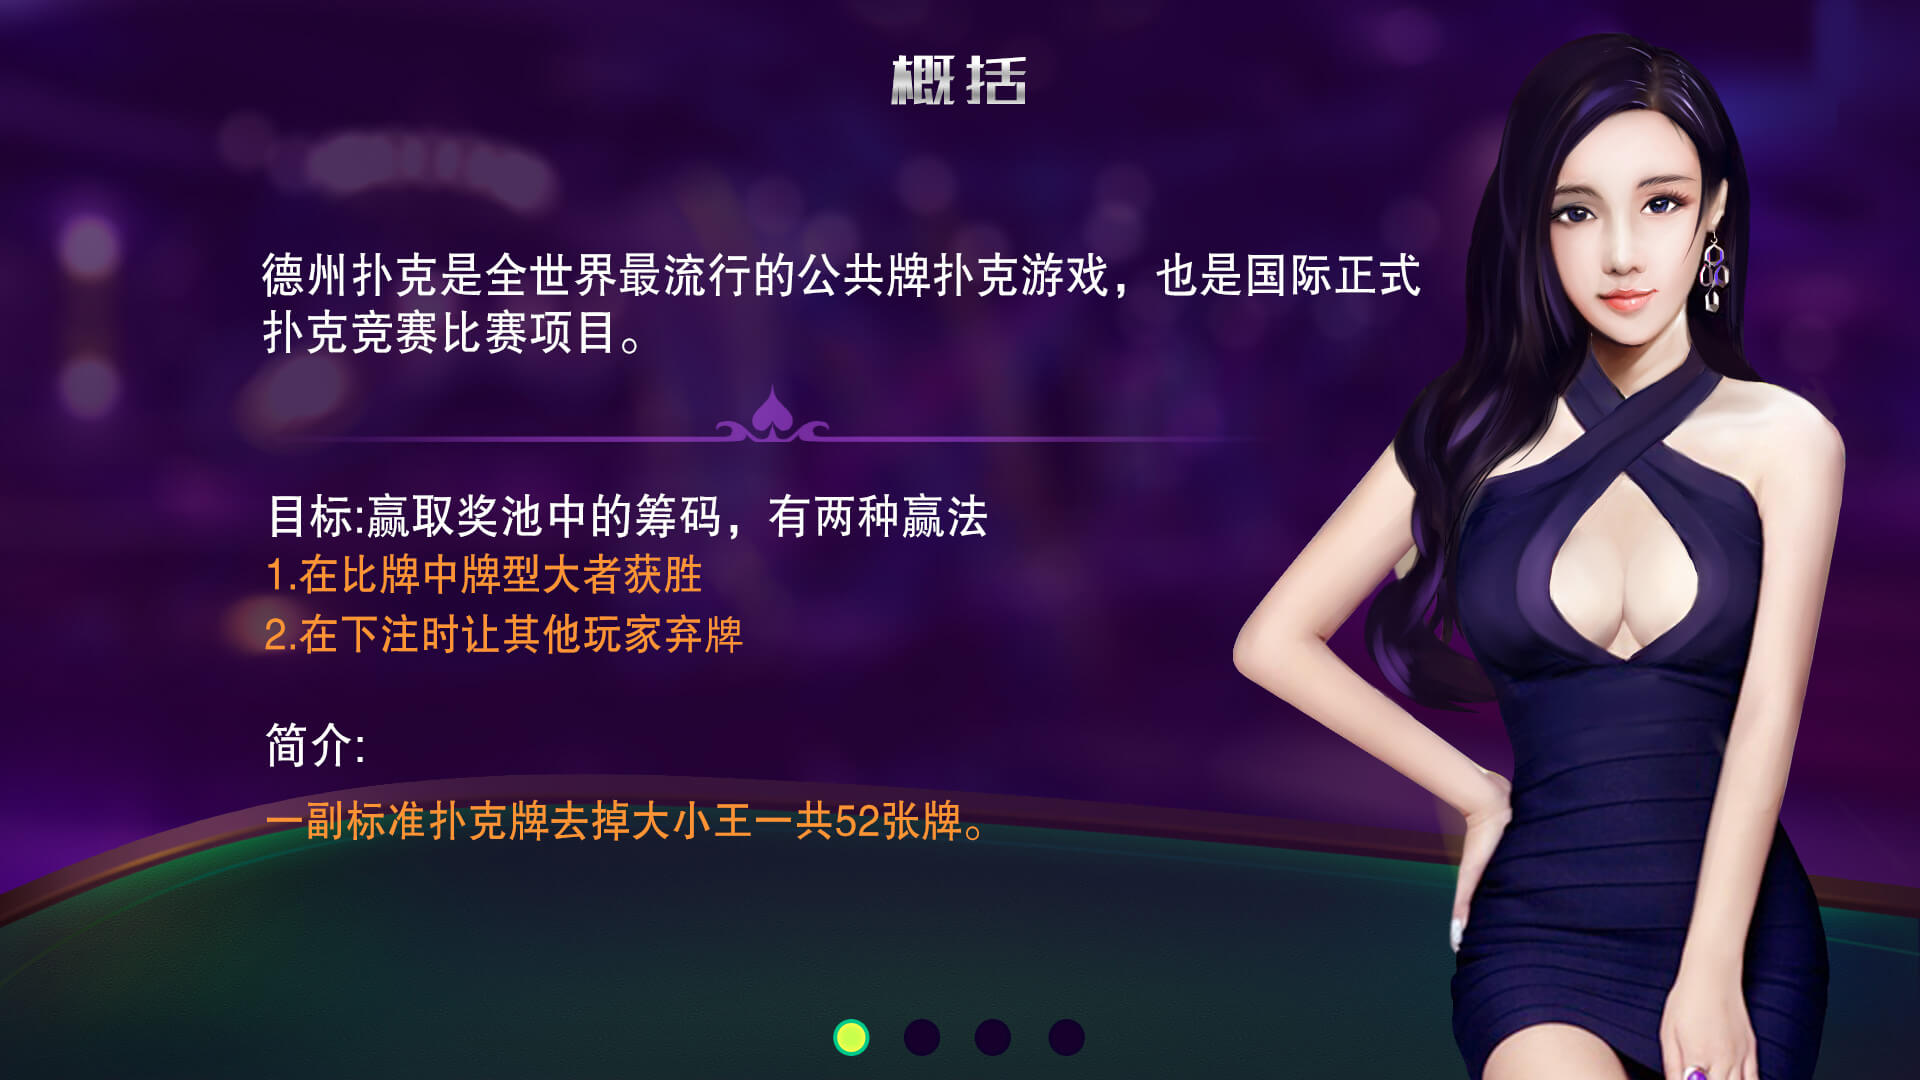 概括
德州扑克是全世界最流行的公共牌扑克游戏，也是国际正式
扑克竞赛比赛项目。
目标:赢取奖池中的筹码，有两种赢法
1.在比牌中牌型大者获胜
2.在下注时让其他玩家弃牌
简介:
一副标准扑克牌去掉大小王一共52张牌。